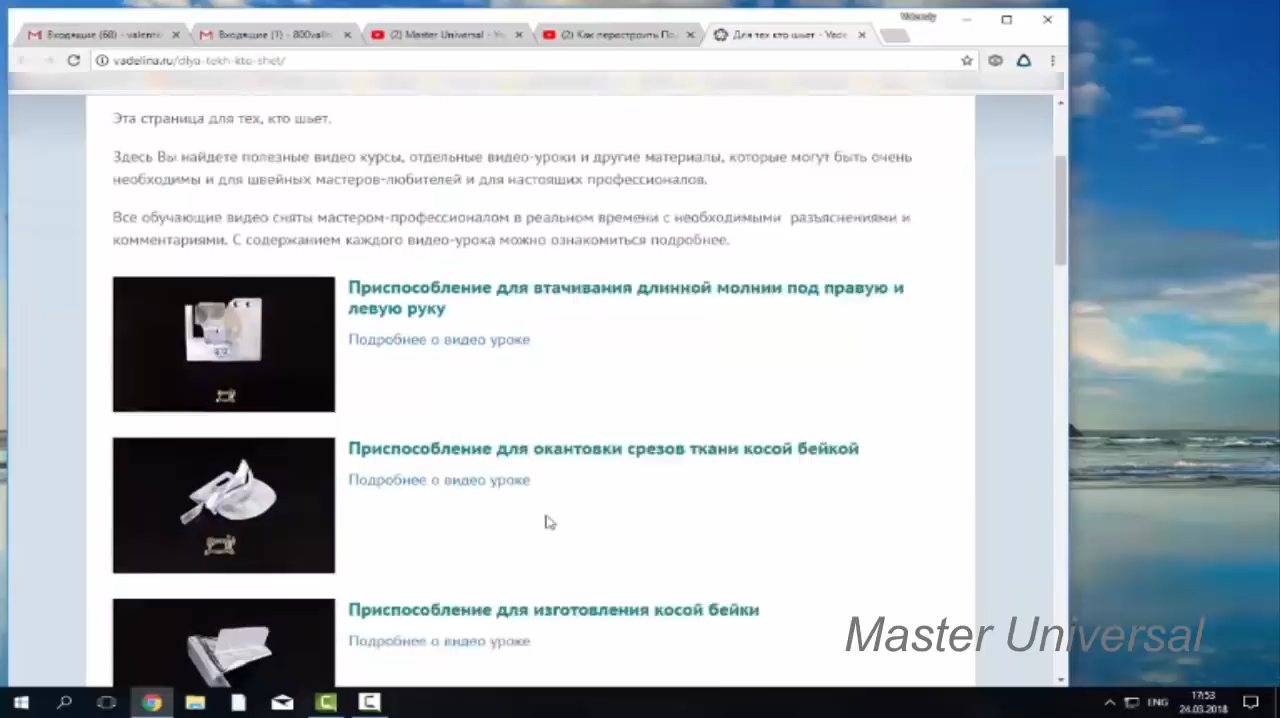 Входящие (68) - valenti
Входящие (1) - 800valln
(2) Master Universal - Yo
(2) Как перестроить По
Для тех кто шьет - Vade
vadelina.ru/dlya-tekh-kto-shet/
Эта страница для тех, кто шьет.
Здесь Вы найдете полезные видео курсы, отдельные видео-уроки и другие материалы, которые могут быть очень
необходимы и для швейных мастеров-любителей и для настоящих профессионалов.
Все обучающие видео сняты мастером-профессионалом в реальном времени с необходимыми разъяснениями и
комментариями. С содержанием каждого видео-урока можно ознакомиться подробнее.
Приспособление для втачивания длинной молнии под правую и
левую руку
Подробнее о видео уроке
Приспособление для окантовки срезов ткани косой бейкой
Подробнее о видео уроке
Приспособление для изготовления косой бейки
Подробнее о видео уроке
Master Universal
ENG
17:53
24.03.2018